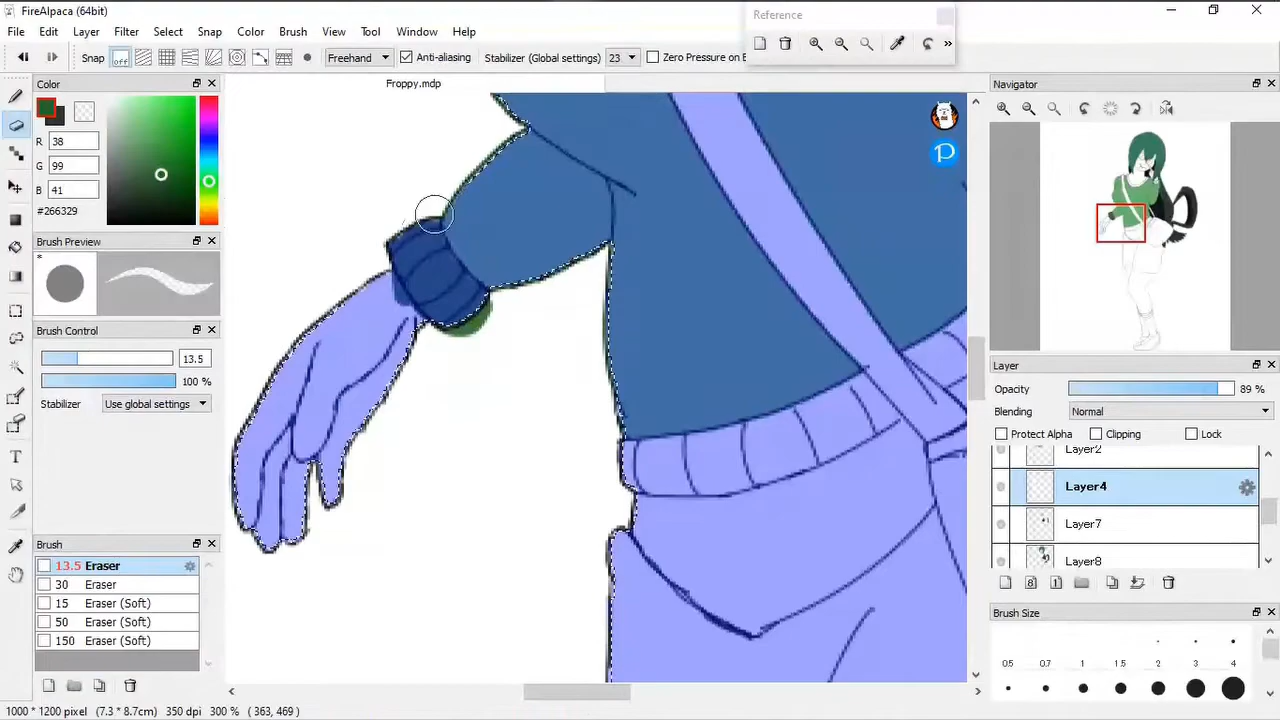 FireAlpaca (64bit)
File Edit Layer Filter Select Snap Color Brush View Tool Window Help
Reference
Snap off Freehand Anti-aliasing Stabilizer (Global settings) 23 Zero Pressure on E
Froppy.mdp
Color
R 38
G 99
B 41
#266329
Brush Preview
*
Brush Control
13.5
100 %
Stabilizer Use global settings
Brush
13.5 Eraser
30 Eraser
15 Eraser (Soft)
50 Eraser (Soft)
150 Eraser (Soft)
P
Navigator
Layer
Opacity 89 %
Blending Normal
Protect Alpha Clipping Lock
Layer2
Layer4
Layer7
Layer8
8 1
Brush Size
0.5 0.7 1 1.5 2 3 4
1000 * 1200 pixel (7.3 * 8.7cm) 350 dpi 300 % ( 363, 469 )